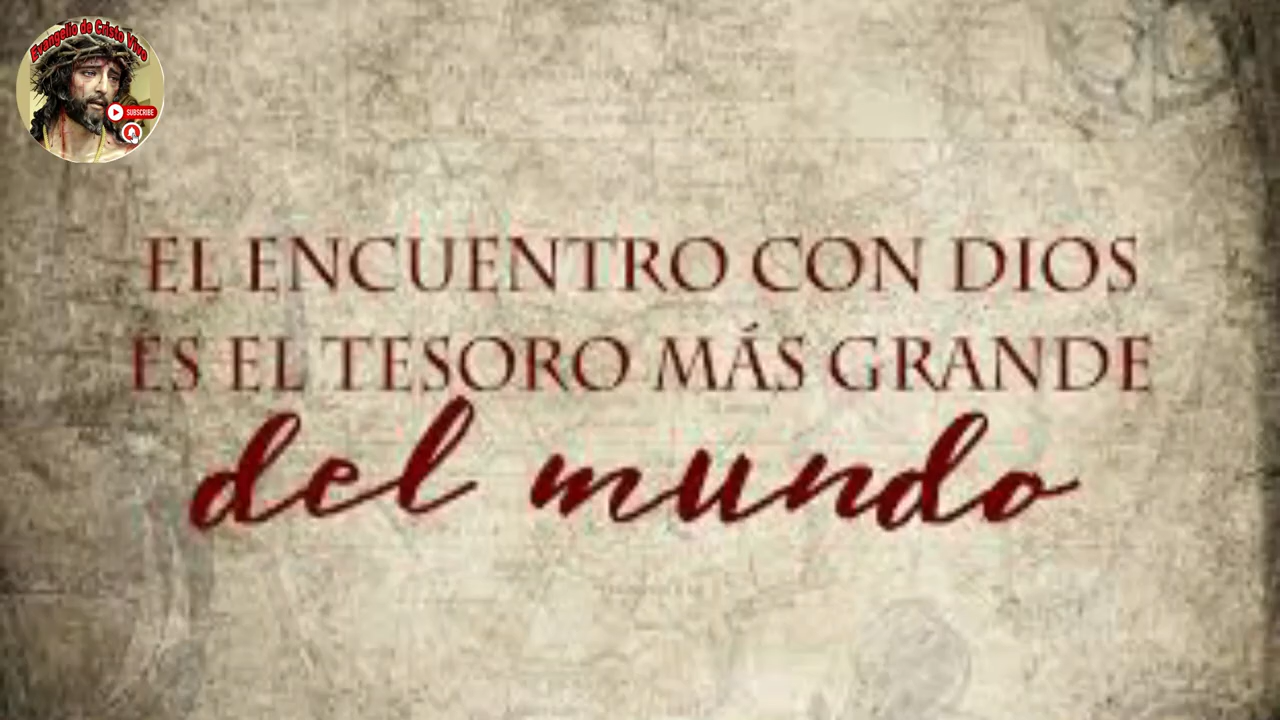 Evangelio de Cristo Vivo
SUBSCRIBE
EL ENCUENTRO CON DIOS
ES EL TESORO MÁS GRANDE
del mundo